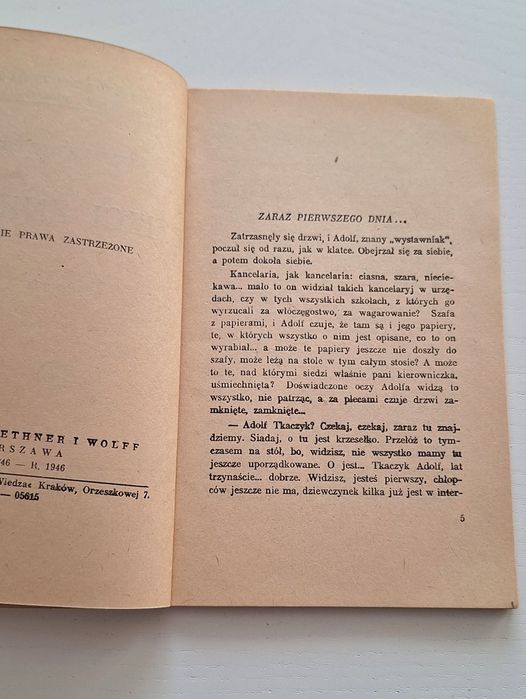 IE PRAWA ZASTRZEŻONE
ETHNER I WOLFF
RSZAWA
46 — R. 1946
Wiedza« Kraków, Orzeszkowej 7.
— 05615
ZARAZ PIERWSZEGO DNIA...
Zatrzasnęły się drzwi, i Adolf, znany „wystawniak“,
poczuł się od razu, jak w klatce. Obejrzał się za siebie,
a potem dokoła siebie.
Kancelaria, jak kancelaria: ciasna, szara, niecie-
kawa... mało to on widział takich kancelaryj w urzę-
dach, czy w tych wszystkich szkołach, z których go
wyrzucali za włóczęgostwo, za wagarowanie? Szafa
z papierami, i Adolf czuje, że tam są i jego papiery,
te, w których wszystko o nim jest opisane, co to on
wyrabiał... a może te papiery jeszcze nie doszły do
szafy, może leżą na stole w tym całym stosie? A może
to te, nad którymi siedzi właśnie pani kierowniczka,
uśmiechnięta? Doświadczone oczy Adolfa widzą to
wszystko, nie patrząc, a za plecami czuje drzwi za-
mknięte, zamknięte...
— Adolf Tkaczyk? Czekaj, czekaj, zaraz tu znaj-
dziemy. Siadaj, o tu jest krzesełko. Przełóż to tym-
czasem na stół, bo, widzisz, nie wszystko mamy tu
jeszcze uporządkowane. O jest... Tkaczyk Adolf, lat
trzynaście... dobrze. Widzisz, jesteś pierwszy, chłop-
ców jeszcze nie ma, dziewczynek kilka już jest w inter-
5